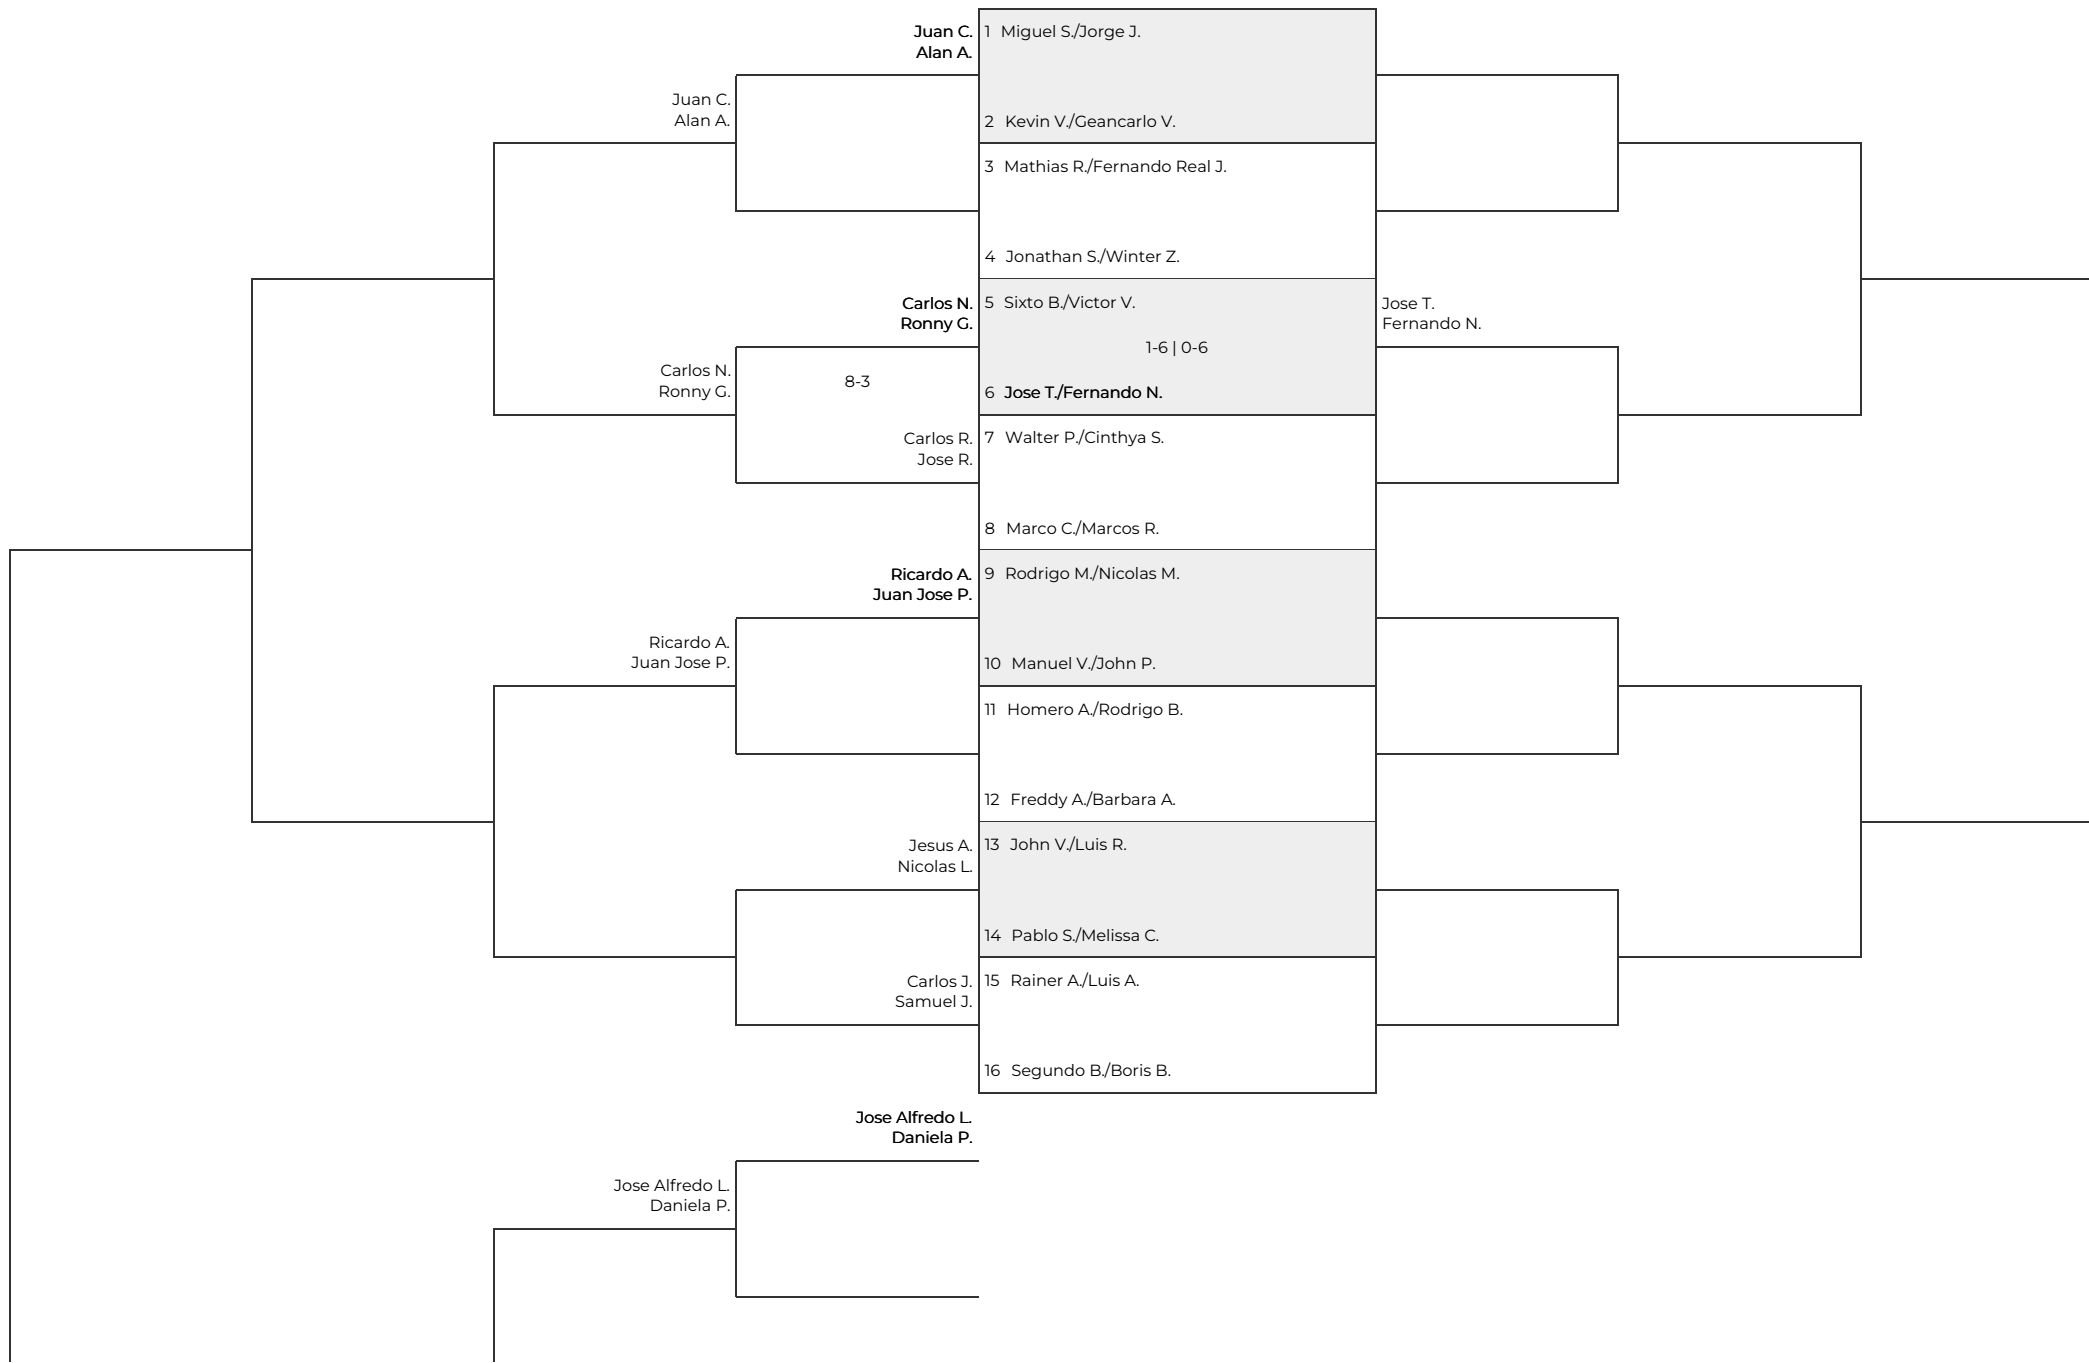 Juan C.
Alan A.
1 Miguel S./Jorge J.
Juan C.
Alan A.
2 Kevin V./Geancarlo V.
3 Mathias R./Fernando Real J.
4 Jonathan S./Winter Z.
Carlos N.
Ronny G.
5 Sixto B./Victor V.
Jose T.
Fernando N.
1-6 | 0-6
Carlos N.
Ronny G.
8-3
6 Jose T./Fernando N.
Carlos R.
Jose R.
7 Walter P./Cinthya S.
8 Marco C./Marcos R.
Ricardo A.
Juan Jose P.
9 Rodrigo M./Nicolas M.
Ricardo A.
Juan Jose P.
10 Manuel V./John P.
11 Homero A./Rodrigo B.
12 Freddy A./Barbara A.
Jesus A.
Nicolas L.
13 John V./Luis R.
14 Pablo S./Melissa C.
Carlos J.
Samuel J.
15 Rainer A./Luis A.
16 Segundo B./Boris B.
Jose Alfredo L.
Daniela P.
Jose Alfredo L.
Daniela P.